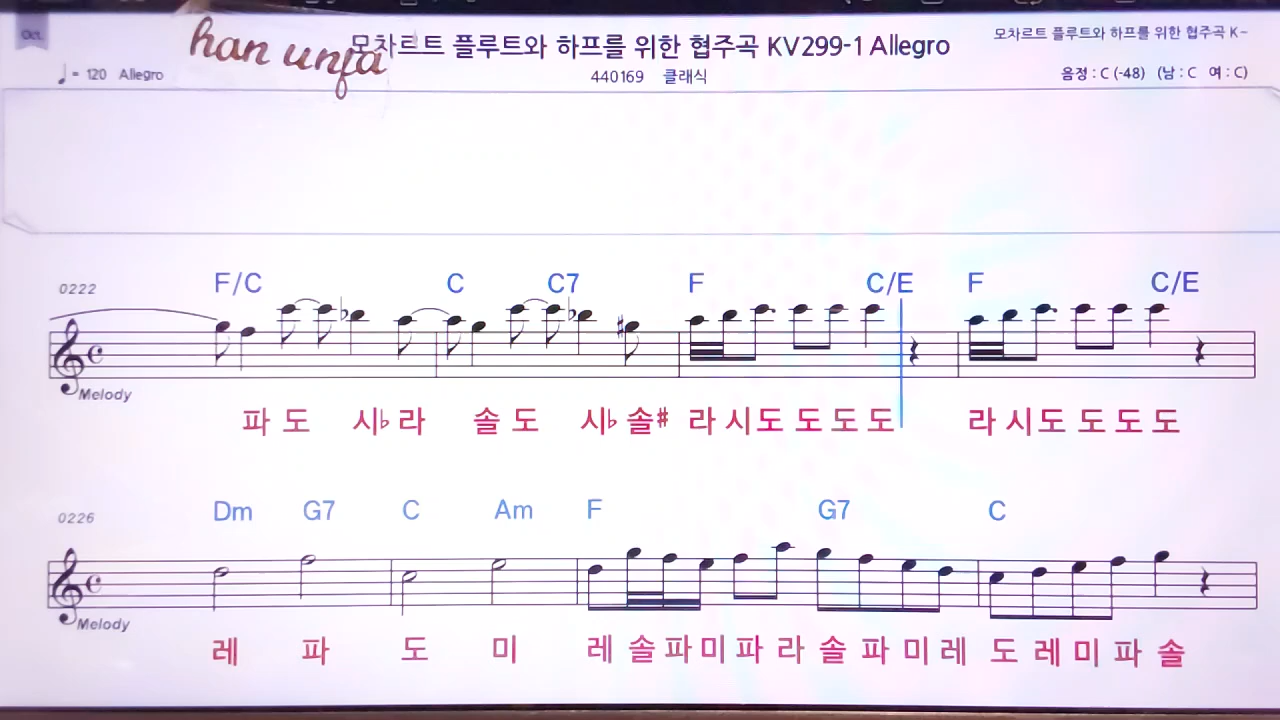 Oct.
han unfa
모차르트 플루트와 하프를 위한 협주곡 KV299-1 Allegro
모차르트 플루트와 하프를 위한 협주곡 K~
♩= 120 Allegro
440169 클래식
음정 : C (-48) (남 : C 여 : C)
0222 F/C C C7 F C/E F C/E
Melody
파 도 시♭ 라 솔 도 시♭ 솔# 라 시 도 도 도 도 라 시 도 도 도 도
0226 Dm G7 C Am F G7 C
Melody
레 파 도 미 레 솔 파 미 파 라 솔 파 미 레 도 레 미 파 솔